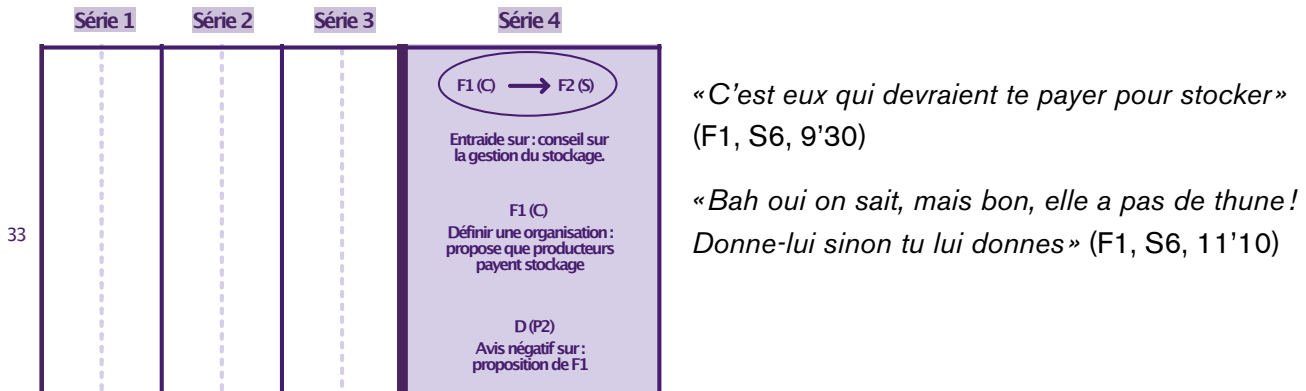 Série 1 Série 2 Série 3 Série 4
F1 (C) F2 (S)
Entraide sur : conseil sur
la gestion du stockage.
F1 (C)
33
Définir une organisation :
propose que producteurs
payent stockage
D (P2)
Avis négatif sur :
proposition de F1
«C’est eux qui devraient te payer pour stocker»
(F1, S6, 9’30)
«Bah oui on sait, mais bon, elle a pas de thune !
Donne-lui sinon tu lui donnes» (F1, S6, 11’10)